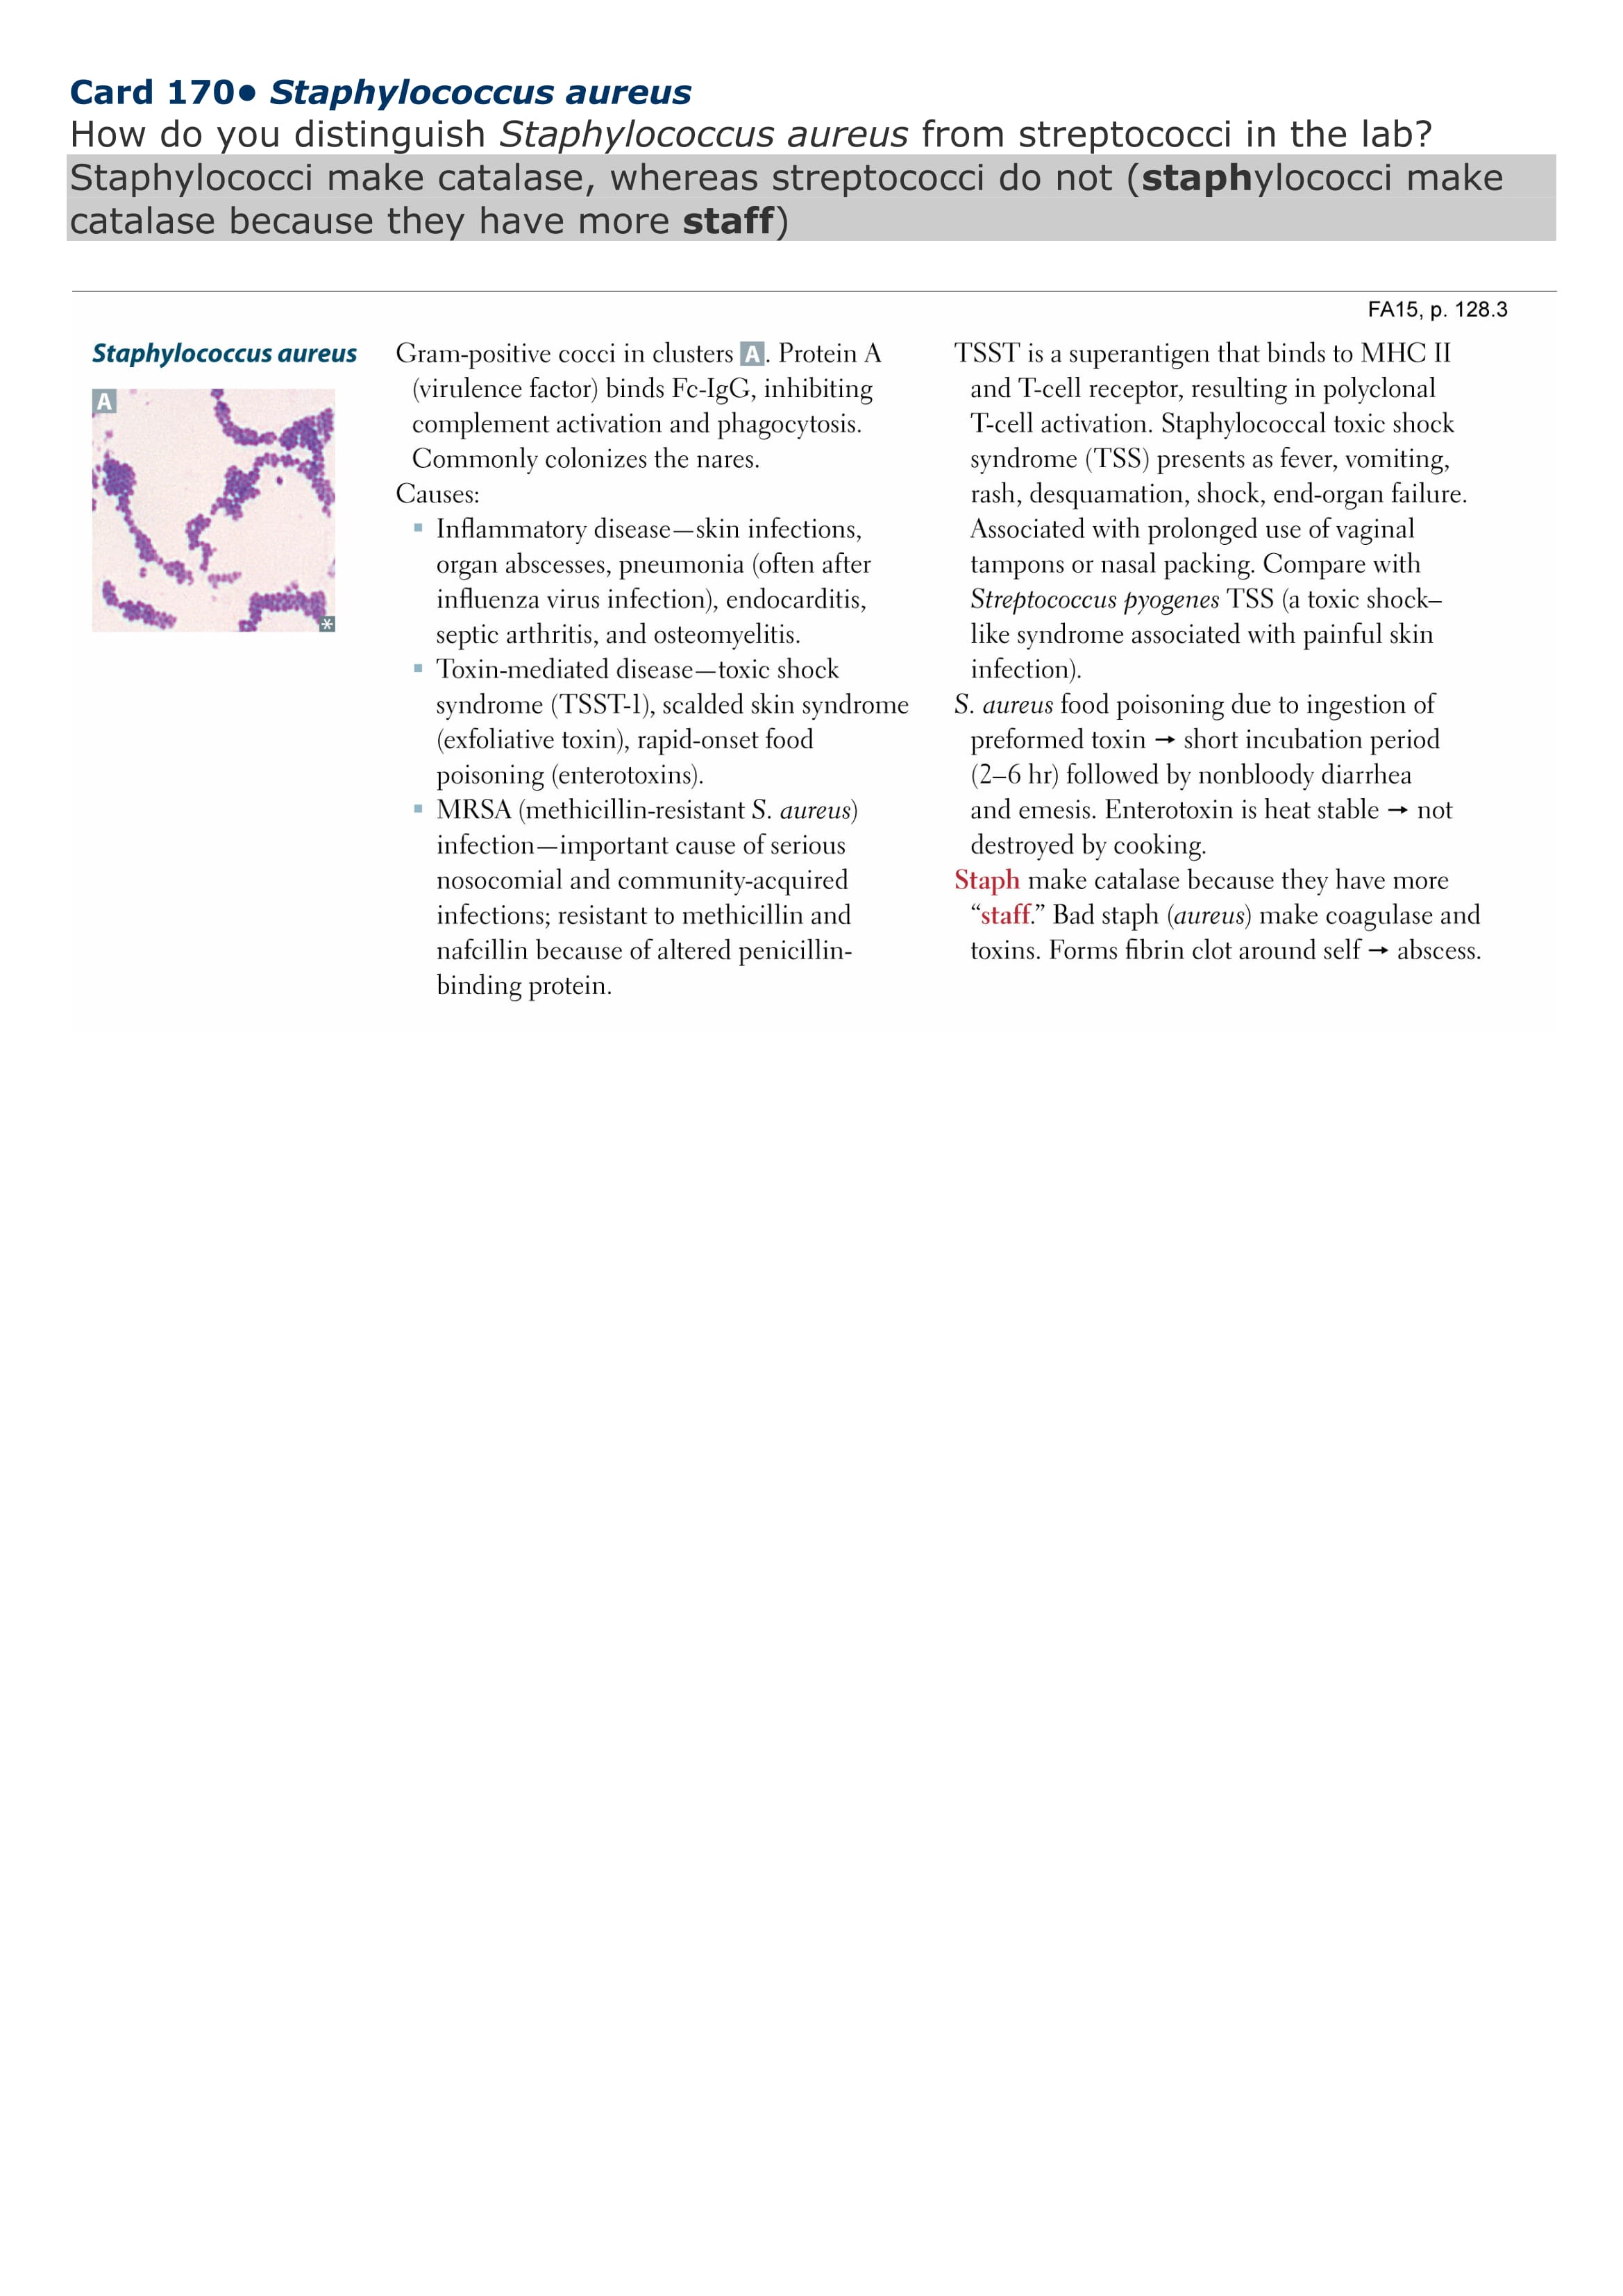 Card 170● Staphylococcus aureus
How do you distinguish Staphylococcus aureus from streptococci in the lab?
Staphylococci make catalase, whereas streptococci do not (staphylococci make
catalase because they have more staff)
FA15, p. 128.3
Staphylococcus aureus
A
*
Gram-positive cocci in clusters A. Protein A
(virulence factor) binds Fc-IgG, inhibiting
complement activation and phagocytosis.
Commonly colonizes the nares.
Causes:
▪ Inflammatory disease—skin infections,
organ abscesses, pneumonia (often after
influenza virus infection), endocarditis,
septic arthritis, and osteomyelitis.
▪ Toxin-mediated disease—toxic shock
syndrome (TSST-1), scalded skin syndrome
(exfoliative toxin), rapid-onset food
poisoning (enterotoxins).
▪ MRSA (methicillin-resistant S. aureus)
infection—important cause of serious
nosocomial and community-acquired
infections; resistant to methicillin and
nafcillin because of altered penicillin-
binding protein.
TSST is a superantigen that binds to MHC II
and T-cell receptor, resulting in polyclonal
T-cell activation. Staphylococcal toxic shock
syndrome (TSS) presents as fever, vomiting,
rash, desquamation, shock, end-organ failure.
Associated with prolonged use of vaginal
tampons or nasal packing. Compare with
Streptococcus pyogenes TSS (a toxic shock–
like syndrome associated with painful skin
infection).
S. aureus food poisoning due to ingestion of
preformed toxin → short incubation period
(2–6 hr) followed by nonbloody diarrhea
and emesis. Enterotoxin is heat stable → not
destroyed by cooking.
Staph make catalase because they have more
“staff.” Bad staph (aureus) make coagulase and
toxins. Forms fibrin clot around self → abscess.